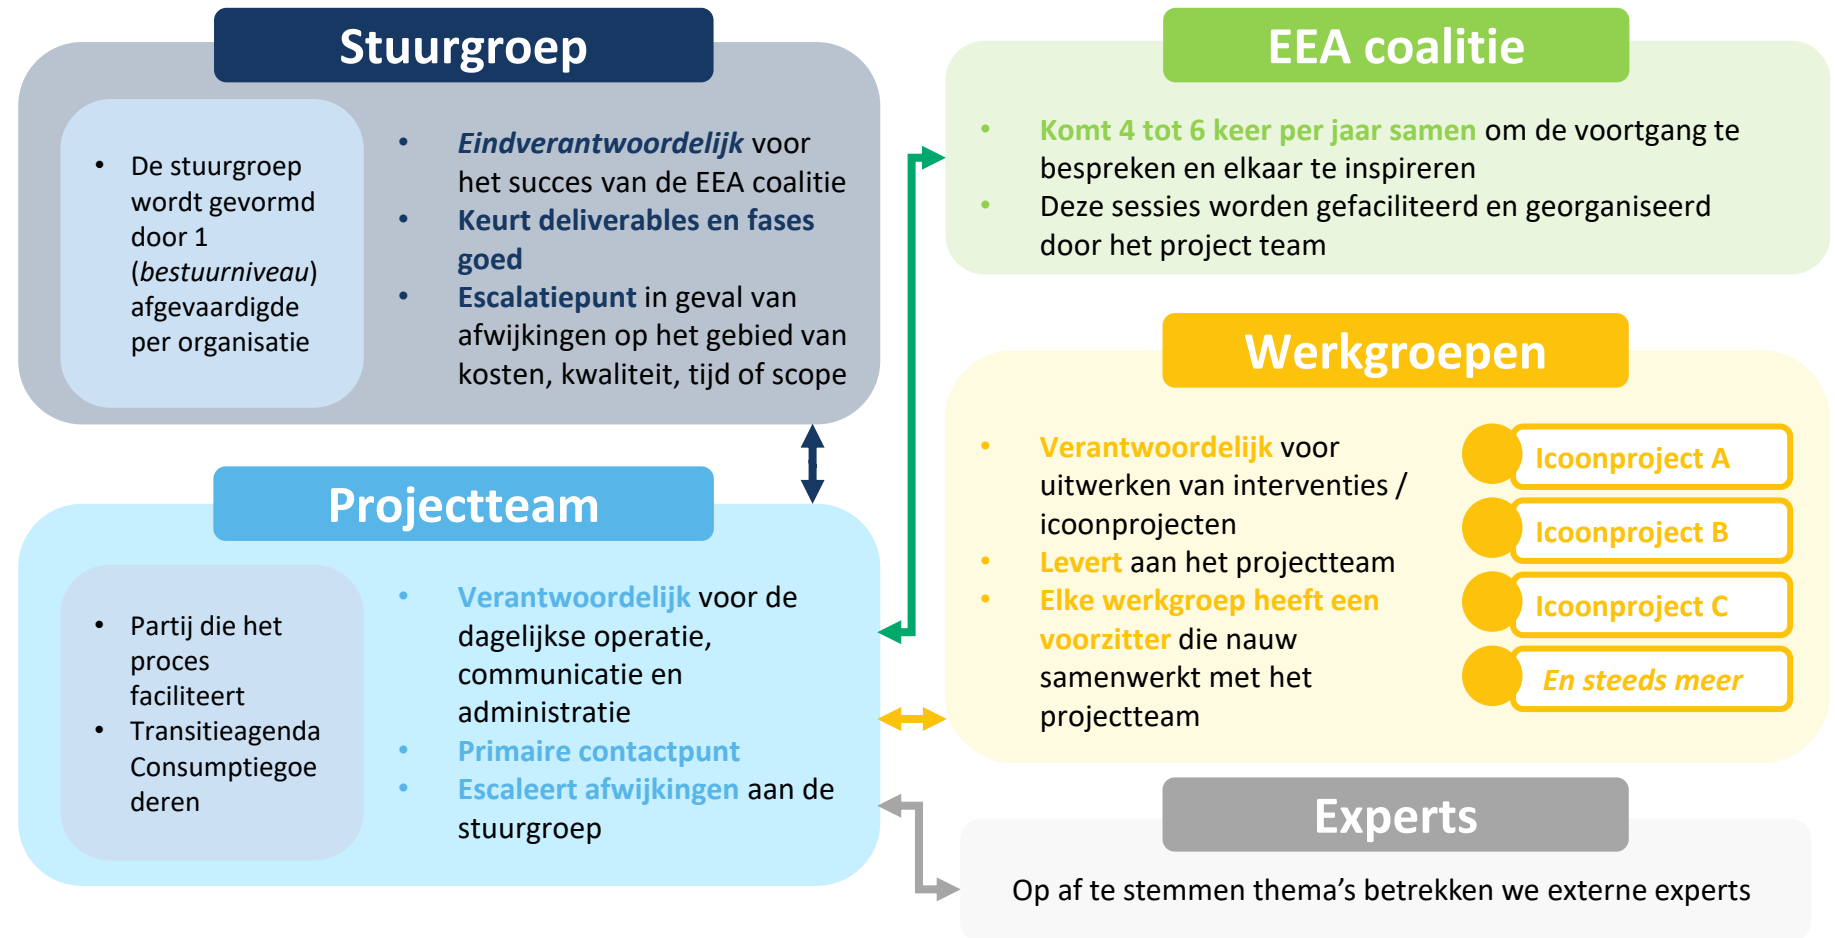 Stuurgroep
De stuurgroep
wordt gevormd
door 1
(bestuurniveau)
afgevaardigde
per organisatie
Eindverantwoordelijk voor
het succes van de EEA coalitie
Keurt deliverables en fases
goed
Escalatiepunt in geval van
afwijkingen op het gebied van
kosten, kwaliteit, tijd of scope
Projectteam
Partij die het
proces
faciliteert
Transitieagenda
Consumptiegoe
deren
Verantwoordelijk voor de
dagelijkse operatie,
communicatie en
administratie
Primaire contactpunt
Escaleert afwijkingen aan de
stuurgroep
EEA coalitie
Komt 4 tot 6 keer per jaar samen om de voortgang te
bespreken en elkaar te inspireren
Deze sessies worden gefaciliteerd en georganiseerd
door het project team
Werkgroepen
Verantwoordelijk voor
uitwerken van interventies /
icoonprojecten
Levert aan het projectteam
Elke werkgroep heeft een
voorzitter die nauw
samenwerkt met het
projectteam
Icoonproject A
Icoonproject B
Icoonproject C
En steeds meer
Experts
Op af te stemmen thema’s betrekken we externe experts